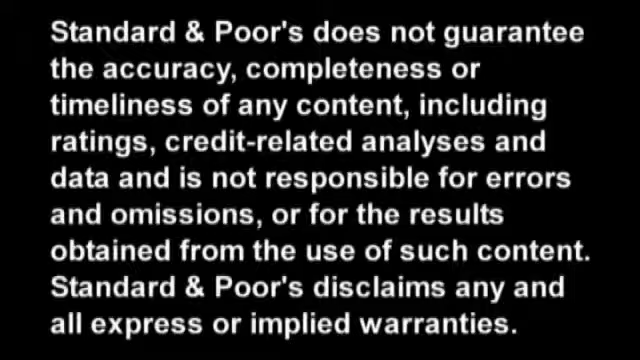 Standard & Poor's does not guarantee
the accuracy, completeness or
timeliness of any content, including
ratings, credit-related analyses and
data and is not responsible for errors
and omissions, or for the results
obtained from the use of such content.
Standard & Poor's disclaims any and
all express or implied warranties.